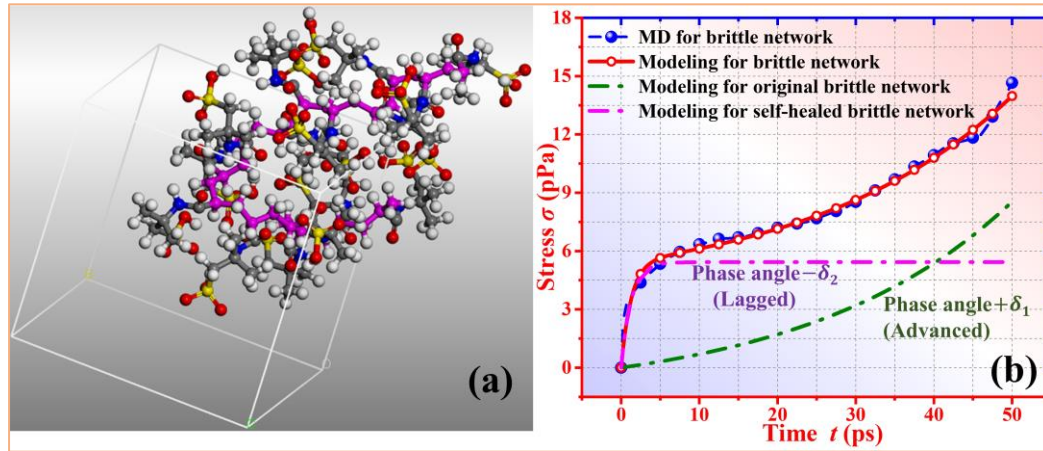 (a)
18
15
12
9
6
3
0
Stress σ (pPa)
MD for brittle network
Modeling for brittle network
Modeling for original brittle network
Modeling for self-healed brittle network
Phase angle−δ₂
(Lagged)
Phase angle+δ₁
(Advanced)
(b)
0 10 20 30 40 50
Time t (ps)